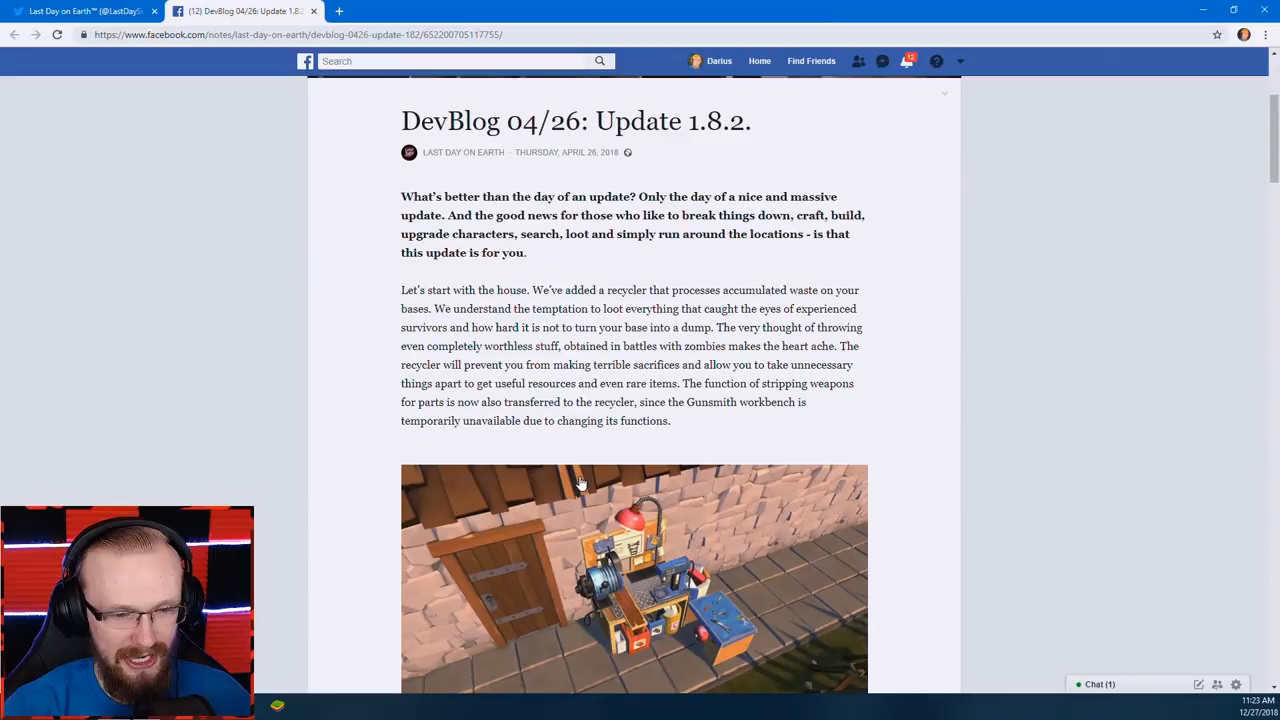 Last Day on Earth™ (@LastDayS
(12) DevBlog 04/26: Update 1.8.2.
https://www.facebook.com/notes/last-day-on-earth/devblog-0426-update-182/652200705117755/
Search
Darius
Home
Find Friends
12
DevBlog 04/26: Update 1.8.2.
LAST DAY ON EARTH · THURSDAY, APRIL 26, 2018
What's better than the day of an update? Only the day of a nice and massive
update. And the good news for those who like to break things down, craft, build,
upgrade characters, search, loot and simply run around the locations - is that
this update is for you.
Let's start with the house. We've added a recycler that processes accumulated waste on your
bases. We understand the temptation to loot everything that caught the eyes of experienced
survivors and how hard it is not to turn your base into a dump. The very thought of throwing
even completely worthless stuff, obtained in battles with zombies makes the heart ache. The
recycler will prevent you from making terrible sacrifices and allow you to take unnecessary
things apart to get useful resources and even rare items. The function of stripping weapons
for parts is now also transferred to the recycler, since the Gunsmith workbench is
temporarily unavailable due to changing its functions.
Chat (1)
11:23 AM
12/27/2018